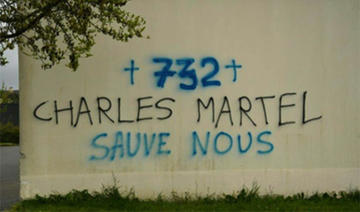 † 732 †
CHARLES MARTEL
SAUVE NOUS